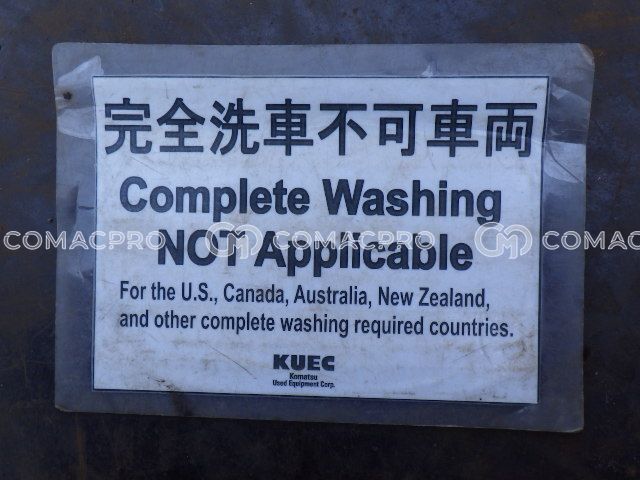 完全洗車不可車両
Complete Washing
NOT Applicable
COMACPRO COMACPRO
For the U.S., Canada, Australia, New Zealand,
and other complete washing required countries.
KUEC
Komatsu
Used Equipment Corp.